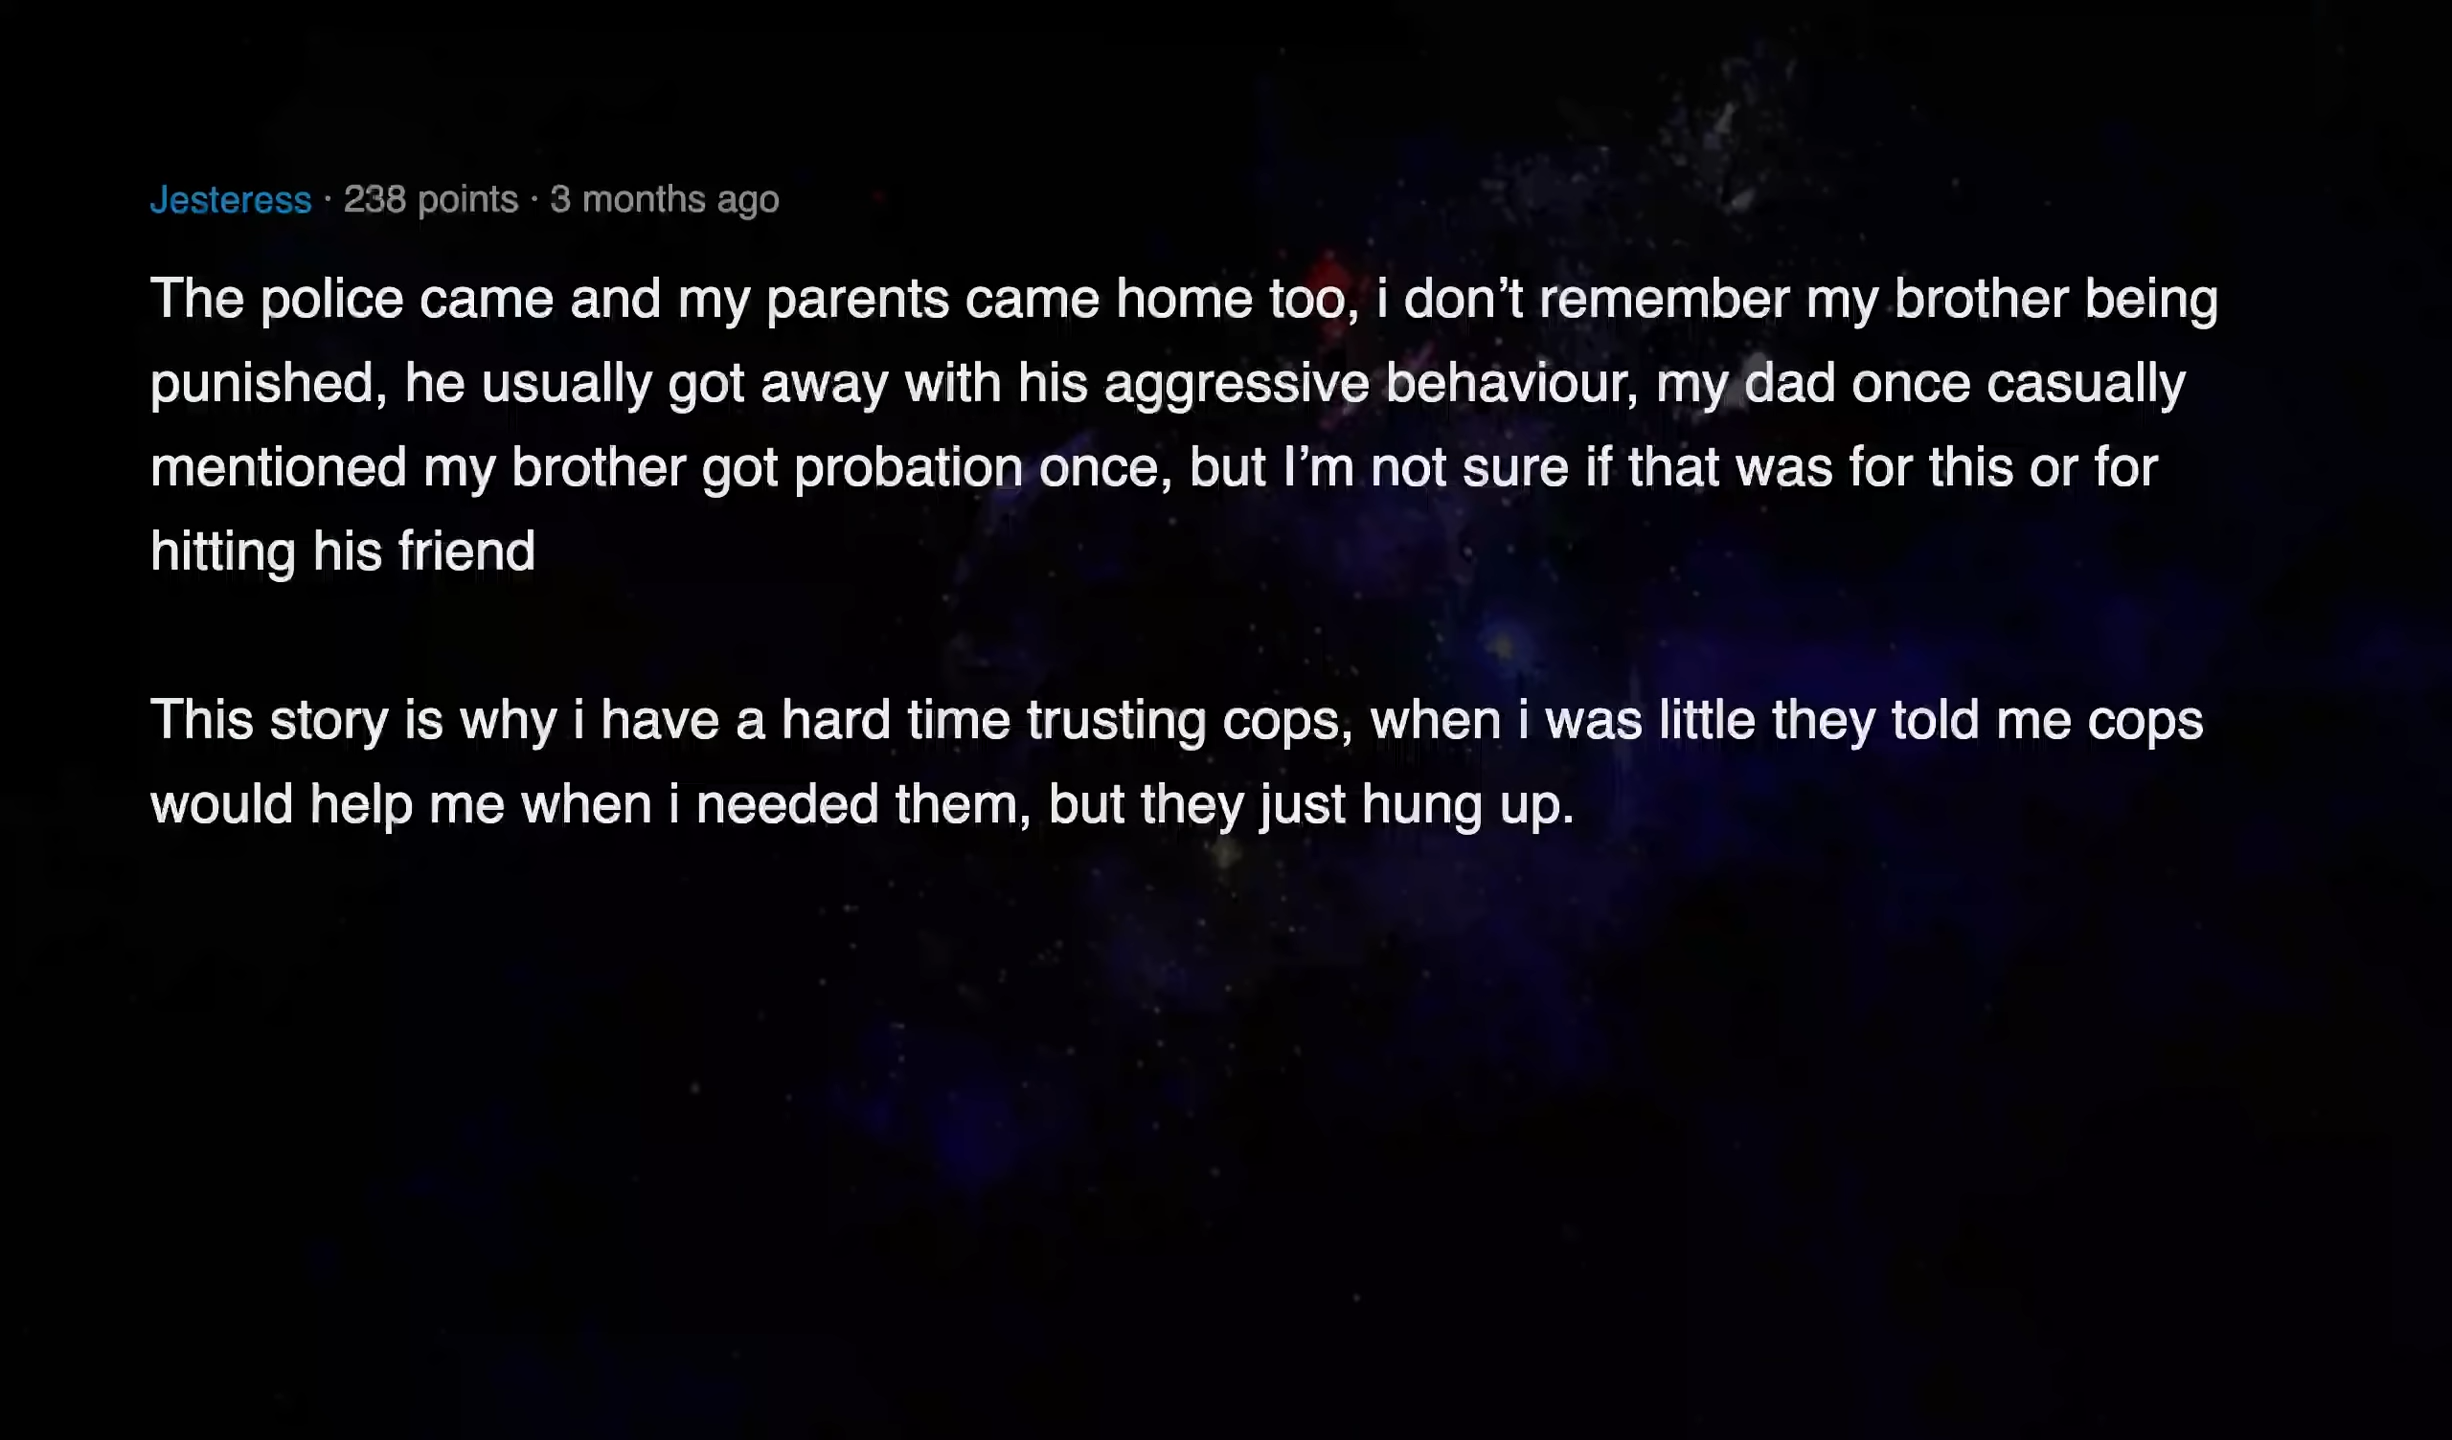 Jesteress · 238 points · 3 months ago
The police came and my parents came home too, i don’t remember my brother being
punished, he usually got away with his aggressive behaviour, my dad once casually
mentioned my brother got probation once, but I’m not sure if that was for this or for
hitting his friend
This story is why i have a hard time trusting cops, when i was little they told me cops
would help me when i needed them, but they just hung up.